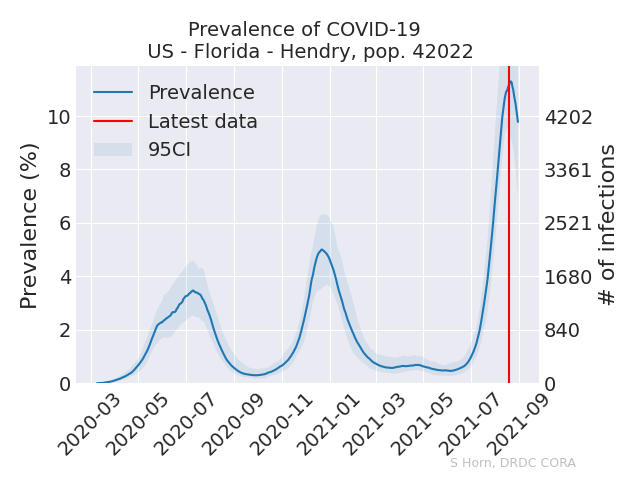 Prevalence of COVID-19
US - Florida - Hendry, pop. 42022
Prevalence
Latest data
95CI
Prevalence (%)
10
8
6
4
2
0
4202
3361
2521
1680
840
0
# of infections
2020-03
2020-05
2020-07
2020-09
2020-11
2021-01
2021-03
2021-05
2021-07
2021-09
S Horn, DRDC CORA